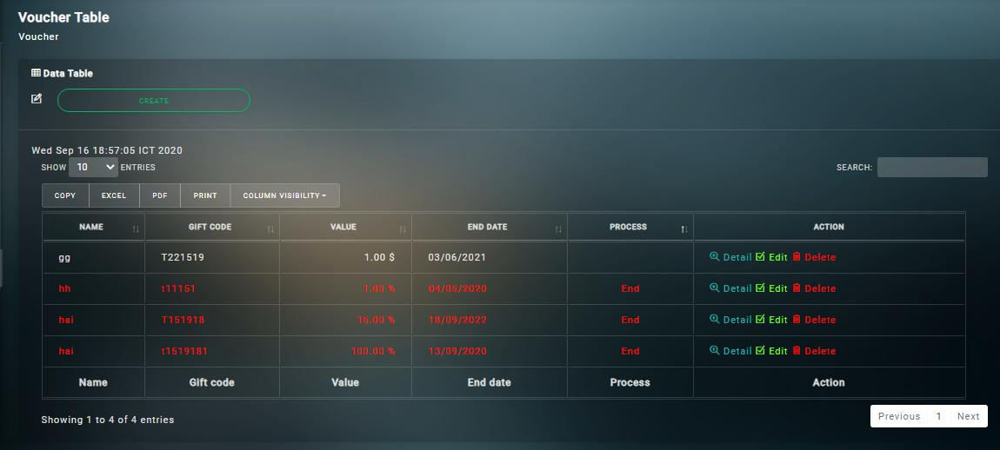 Voucher Table
Voucher
Data Table
CREATE
Wed Sep 16 18:57:05 ICT 2020
SHOW 10 ENTRIES SEARCH:
COPY EXCEL PDF PRINT COLUMN VISIBILITY
NAME GIFT CODE VALUE END DATE PROCESS ACTION
gg T221519 1.00 $ 03/06/2021 Detail Edit Delete
hh t11151 1.00 % 04/05/2020 End Detail Edit Delete
hai T151918 15.00 % 18/09/2022 End Detail Edit Delete
hai t1519181 100.00 % 13/09/2020 End Detail Edit Delete
Name Gift code Value End date Process Action
Showing 1 to 4 of 4 entries
Previous 1 Next